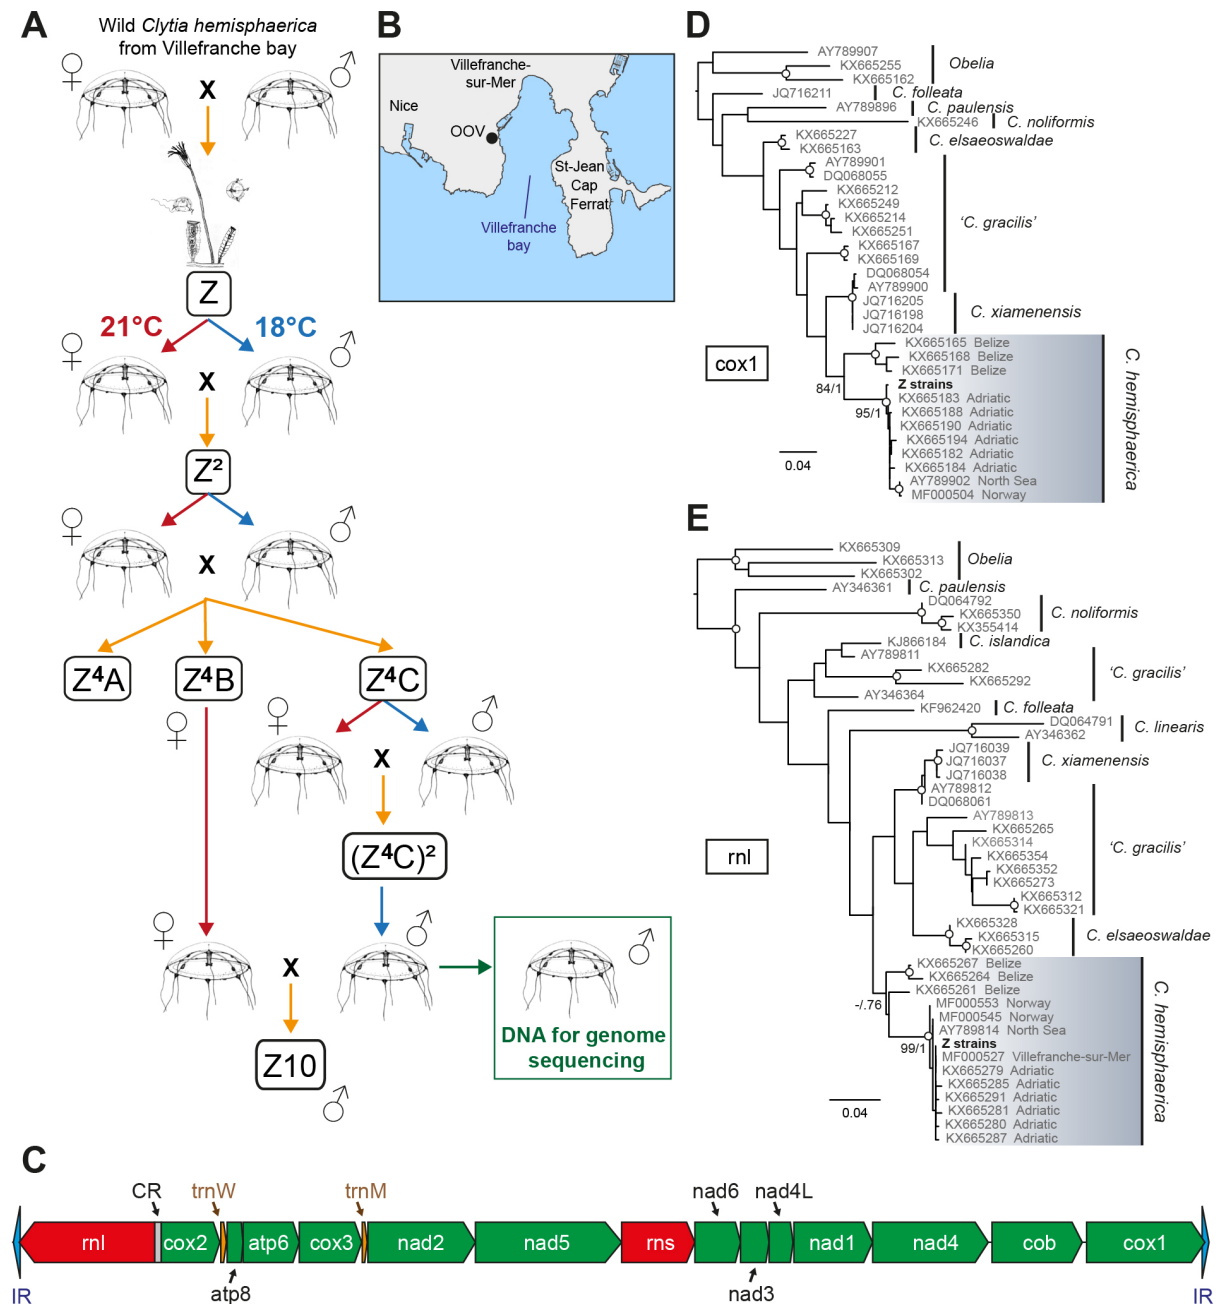 A
Wild Clytia hemisphaerica
from Villefranche bay
♀
♂
X
Z
21°C
18°C
♀
♂
X
Z²
♀
♂
X
Z⁴A
Z⁴B
Z⁴C
♀
♀
♂
X
(Z⁴C)²
♀
♂
X
♂
DNA for genome
sequencing
Z10
♂
B
Villefranche-
sur-Mer
Nice
OOV
St-Jean
Cap
Ferrat
Villefranche
bay
D
AY789907
KX665255
KX665162
Obelia
JQ716211
C. folleata
AY789896
C. paulensis
KX665246
C. noliformis
KX665227
KX665163
C. elsaeoswaldae
AY789901
DQ068055
KX665212
KX665249
KX665214
KX665251
KX665167
KX665169
DQ068054
AY789900
'C. gracilis'
JQ716205
JQ716198
JQ716204
C. xiamenensis
KX665165 Belize
KX665168 Belize
KX665171 Belize
Z strains
KX665183 Adriatic
KX665188 Adriatic
KX665190 Adriatic
KX665194 Adriatic
KX665182 Adriatic
KX665184 Adriatic
AY789902 North Sea
MF000504 Norway
C. hemisphaerica
84/1
95/1
cox1
0.04
E
KX665309
KX665313
KX665302
Obelia
AY346361
C. paulensis
DQ064792
KX665350
KX355414
C. noliformis
KJ866184
C. islandica
AY789811
KX665282
KX665292
AY346364
'C. gracilis'
KF962420
C. folleata
DQ064791
AY346362
C. linearis
JQ716039
JQ716037
JQ716038
C. xiamenensis
AY789812
DQ068061
AY789813
KX665265
KX665314
KX665354
KX665352
KX665273
KX665312
KX665321
'C. gracilis'
KX665328
KX665315
KX665260
C. elsaeoswaldae
KX665267 Belize
KX665264 Belize
KX665261 Belize
MF000553 Norway
MF000545 Norway
AY789814 North Sea
Z strains
MF000527 Villefranche-sur-Mer
KX665279 Adriatic
KX665285 Adriatic
KX665291 Adriatic
KX665281 Adriatic
KX665280 Adriatic
KX665287 Adriatic
C. hemisphaerica
-/.76
99/1
rnl
0.04
C
CR
trnW
trnM
nad6
nad4L
rnl
cox2
atp6
cox3
nad2
nad5
rns
nad1
nad4
cob
cox1
IR
atp8
nad3
IR